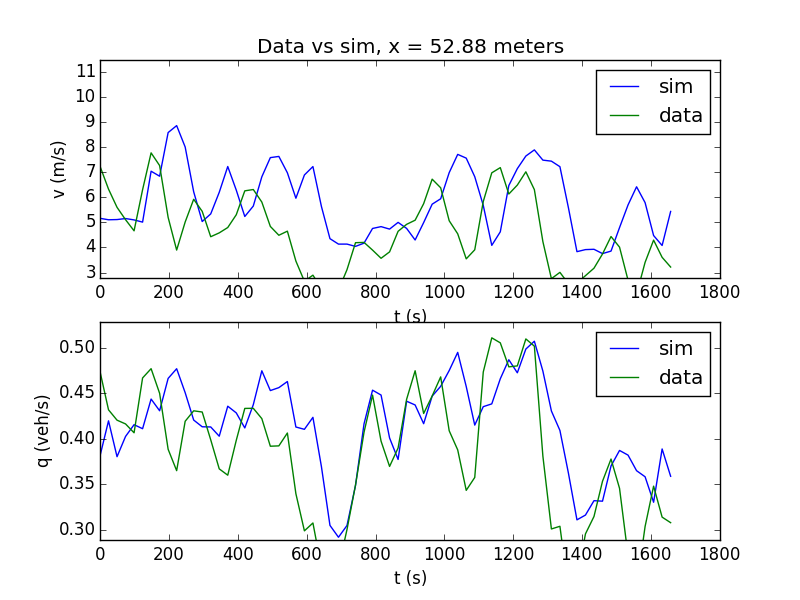 Data vs sim, x = 52.88 meters
11
10
9
8
7
6
5
4
3
v (m/s)
sim
data
0 200 400 600 800 1000 1200 1400 1600 1800
t (s)
0.50
0.45
0.40
0.35
0.30
q (veh/s)
sim
data
0 200 400 600 800 1000 1200 1400 1600 1800
t (s)